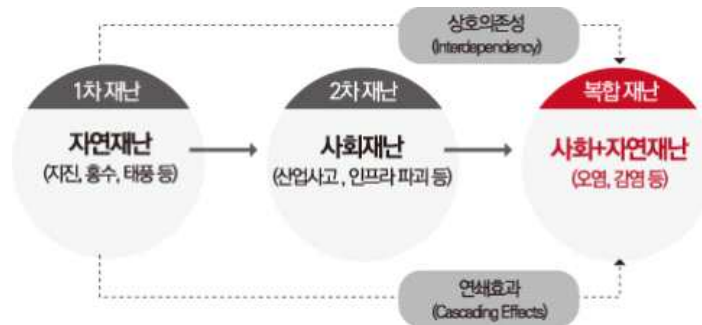 상호의존성
(Interdependency)
1차 재난
2차 재난
복합 재난
자연재난
(지진, 홍수, 태풍 등)
사회재난
(산업사고, 인프라 파괴 등)
사회+자연재난
(오염, 감염 등)
연쇄효과
(Cascading Effects)